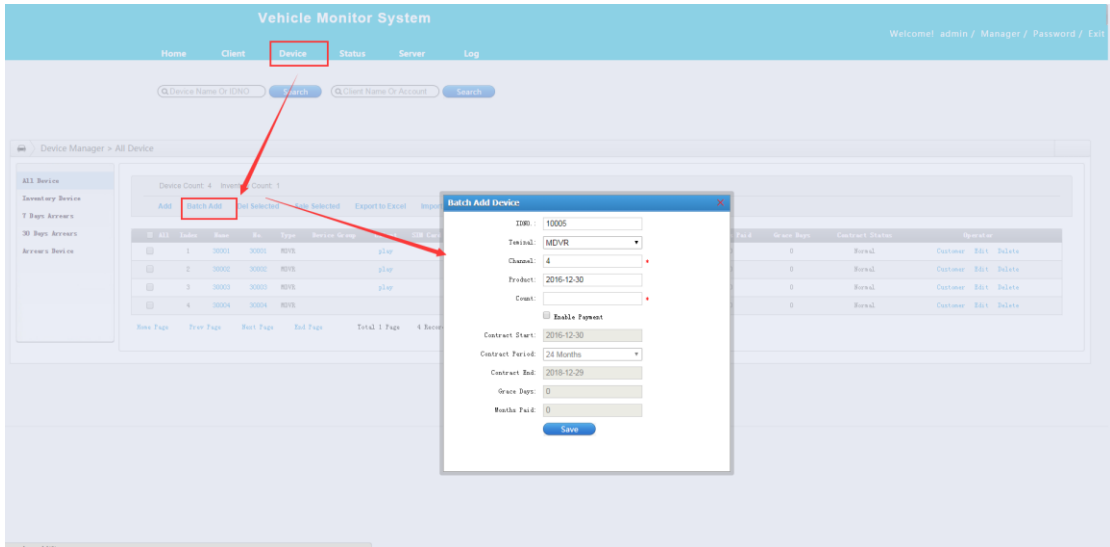 Vehicle Monitor System
Welcome! admin / Manager / Password / Exit
Home Client Device Status Server Log
Device Name Or IDNO Search Client Name Or Account Search
Device Manager > All Device
All Device
Inventory Device
7 Days Arrears
30 Days Arrears
Arrears Device
Device Count: 4 Count: 1
Add Batch Add Del Selected Selected Export to Excel
All Index Name No Type Device Group SIM Paid Grace Days Contract Status Operator
1 30001 30001 MDVR play 0 Normal Customer Edit Delete
2 30002 30002 MDVR play 0 Normal Customer Edit Delete
3 30003 30003 MDVR play 0 Normal Customer Edit Delete
4 30004 30004 MDVR 0 Normal Customer Edit Delete
Home Page Prev Page Next Page End Page Total 1 Page 4
Batch Add Device
IDNO.: 10005
Teminal: MDVR
Channel: 4 *
Product: 2016-12-30
Count: *
Enable Payment
Contract Start: 2016-12-30
Contract Period: 24 Months
Contract End: 2018-12-29
Grace Days: 0
Months Paid: 0
Save